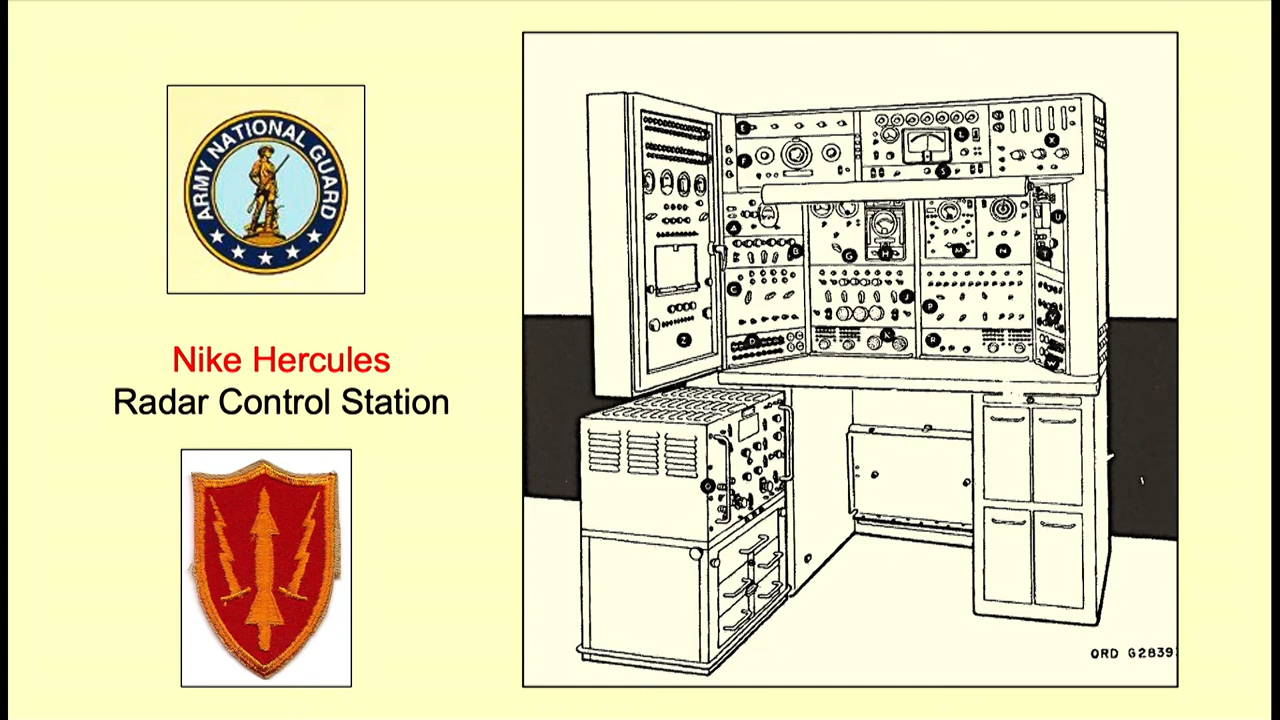 ARMY NATIONAL GUARD
Nike Hercules
Radar Control Station
ORD G2839